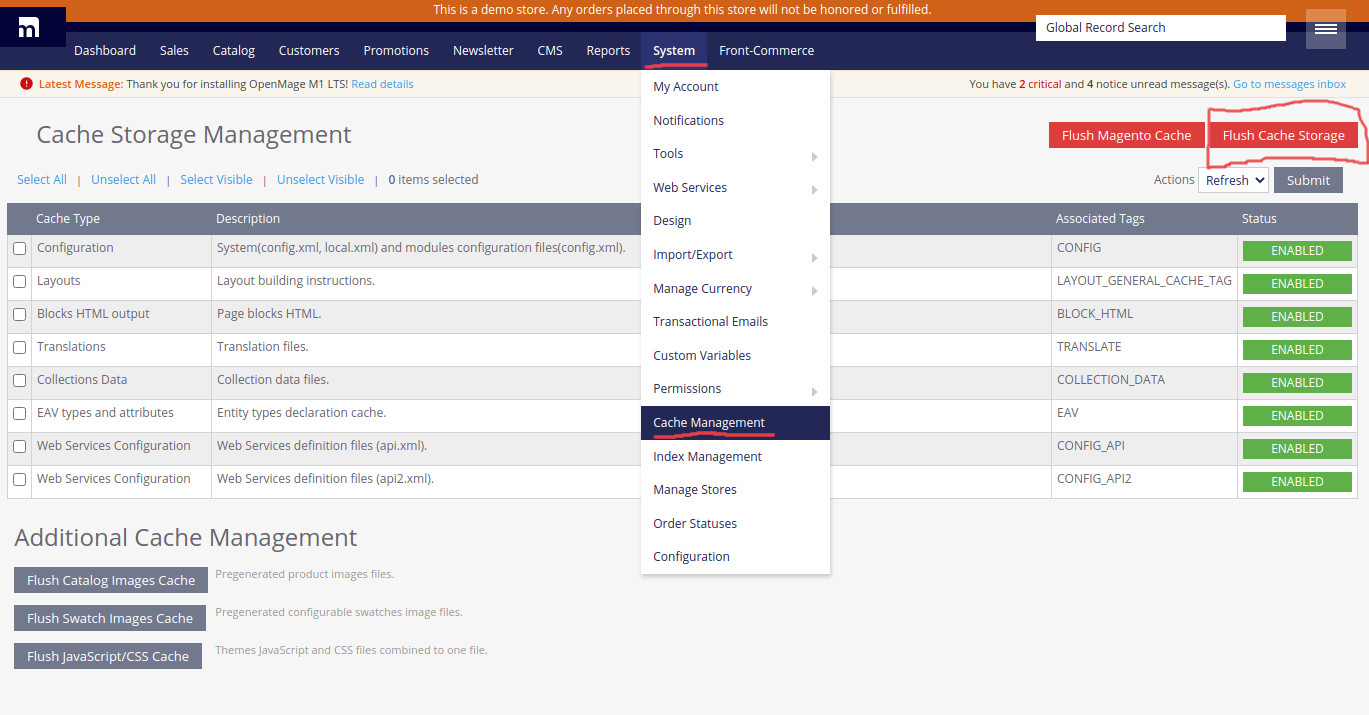 This is a demo store. Any orders placed through this store will not be honored or fulfilled.
m
Global Record Search
Dashboard Sales Catalog Customers Promotions Newsletter CMS Reports System Front-Commerce
Latest Message: Thank you for installing OpenMage M1 LTS! Read details
You have 2 critical and 4 notice unread message(s). Go to messages inbox
My Account
Notifications
Tools
Web Services
Design
Import/Export
Manage Currency
Transactional Emails
Custom Variables
Permissions
Cache Management
Index Management
Manage Stores
Order Statuses
Configuration
Cache Storage Management
Flush Magento Cache Flush Cache Storage
Select All | Unselect All | Select Visible | Unselect Visible | 0 items selected
Actions Refresh Submit
Cache Type Description Associated Tags Status
Configuration System(config.xml, local.xml) and modules configuration files(config.xml). CONFIG ENABLED
Layouts Layout building instructions. LAYOUT_GENERAL_CACHE_TAG ENABLED
Blocks HTML output Page blocks HTML. BLOCK_HTML ENABLED
Translations Translation files. TRANSLATE ENABLED
Collections Data Collection data files. COLLECTION_DATA ENABLED
EAV types and attributes Entity types declaration cache. EAV ENABLED
Web Services Configuration Web Services definition files (api.xml). CONFIG_API ENABLED
Web Services Configuration Web Services definition files (api2.xml). CONFIG_API2 ENABLED
Additional Cache Management
Flush Catalog Images Cache Pregenerated product images files.
Flush Swatch Images Cache Pregenerated configurable swatches image files.
Flush JavaScript/CSS Cache Themes JavaScript and CSS files combined to one file.